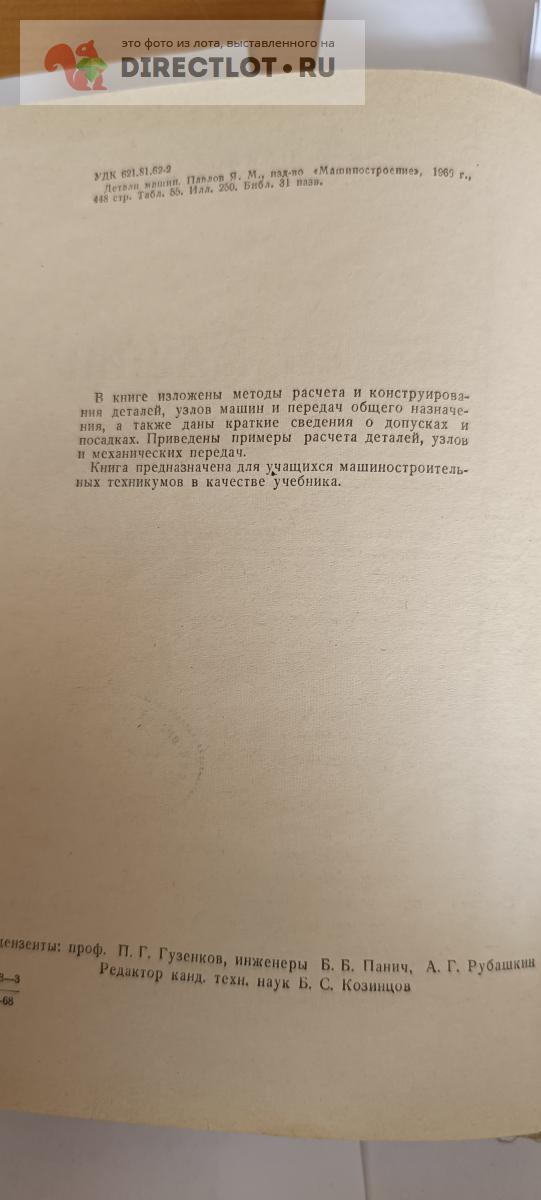 это фото из лота, выставленного на
DIRECTLOT.RU
УДК 621.81.62-2
Детали машин. Павлов Я. М., изд-во «Машиностроение», 1969 г.,
448 стр. Табл. 55. Илл. 250. Библ. 31 назв.
В книге изложены методы расчета и конструирова-
ния деталей, узлов машин и передач общего назначе-
ния, а также даны краткие сведения о допусках и
посадках. Приведены примеры расчета деталей, узлов
и механических передач.
Книга предназначена для учащихся машиностроитель-
ных техникумов в качестве учебника.
цензенты: проф. П. Г. Гузенков, инженеры Б. Б. Панич, А. Г. Рубашкин
Редактор канд. техн. наук Б. С. Козинцов
3—3
-68